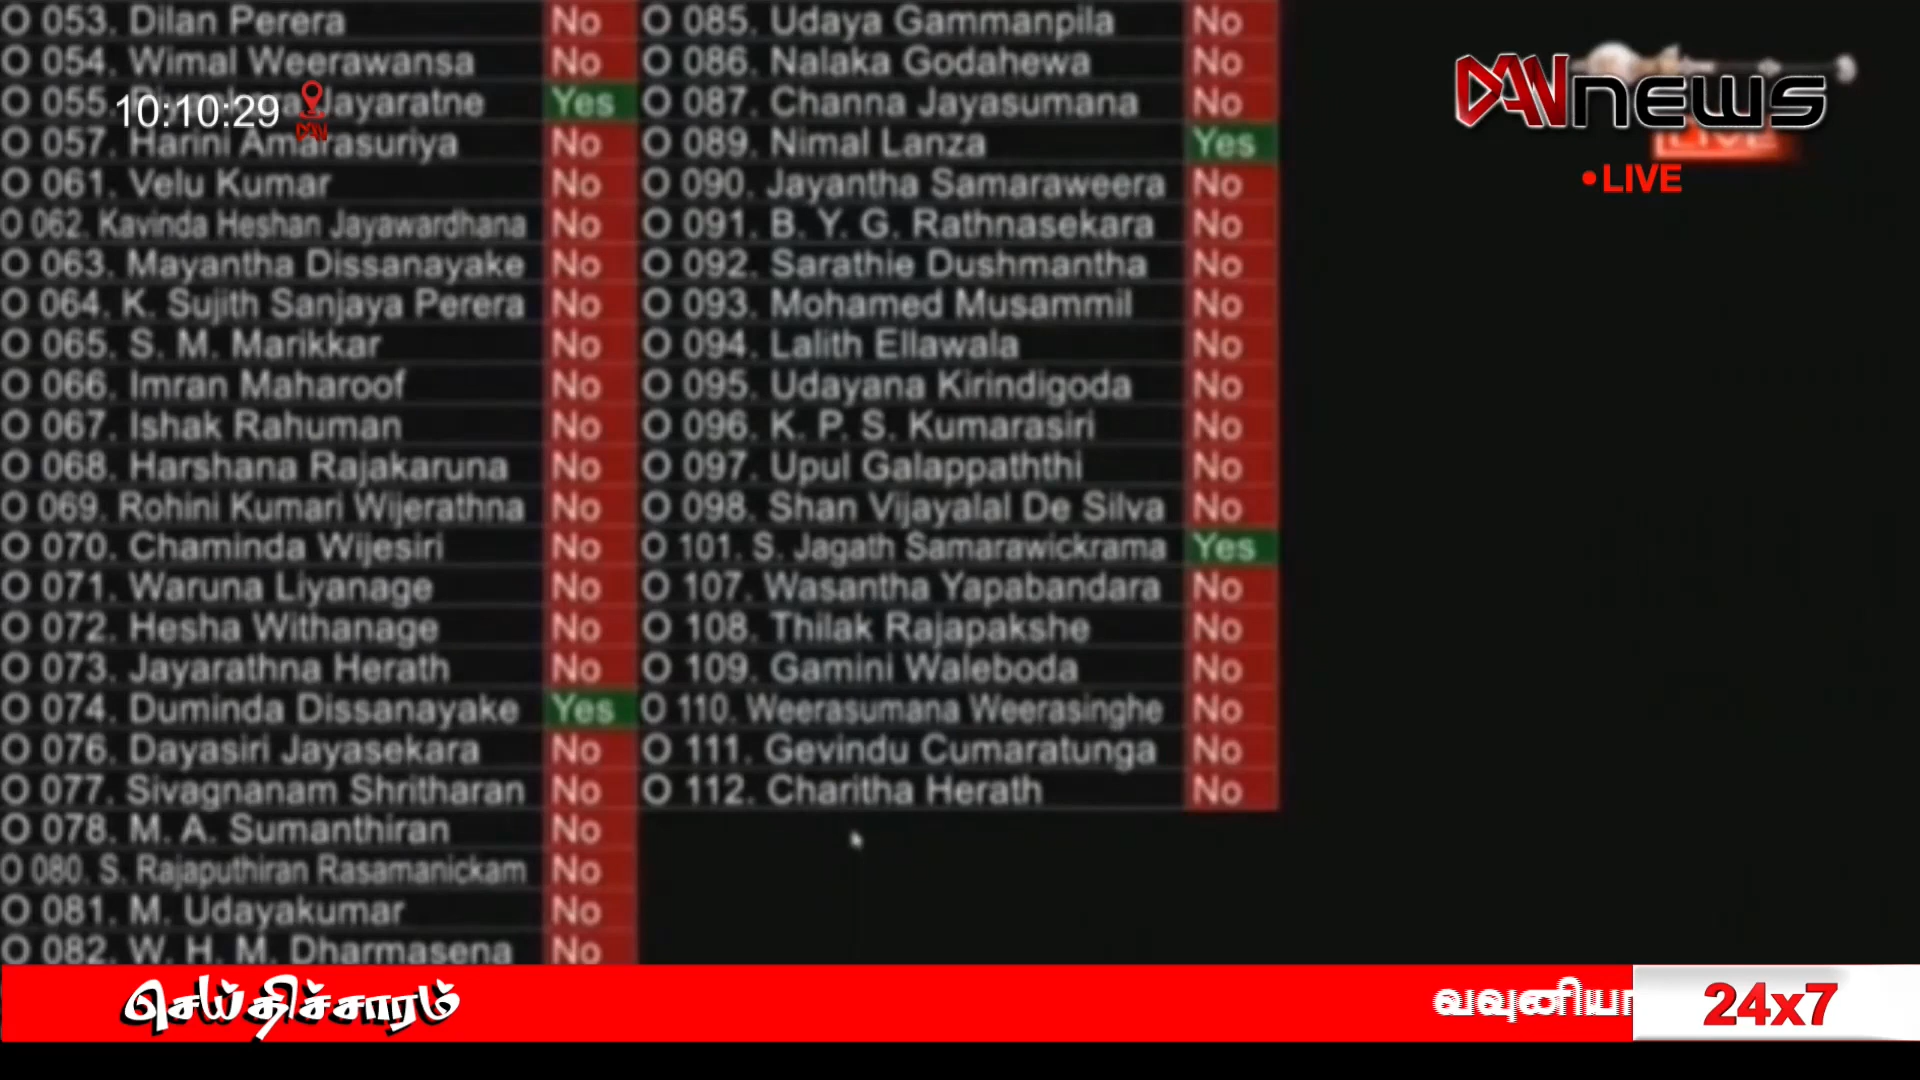 O 053. Dilan Perera No
O 054. Wimal Weerawansa No
O 055. Jayaratne Yes
O 057. Harini Amarasuriya No
O 061. Velu Kumar No
O 062. Kavinda Heshan Jayawardhana No
O 063. Mayantha Dissanayake No
O 064. K. Sujith Sanjaya Perera No
O 065. S. M. Marikkar No
O 066. Imran Maharoof No
O 067. Ishak Rahuman No
O 068. Harshana Rajakaruna No
O 069. Rohini Kumari Wijerathna No
O 070. Chaminda Wijesiri No
O 071. Waruna Liyanage No
O 072. Hesha Withanage No
O 073. Jayarathna Herath No
O 074. Duminda Dissanayake Yes
O 076. Dayasiri Jayasekara No
O 077. Sivagnanam Shritharan No
O 078. M. A. Sumanthiran No
O 080. S. Rajaputhiran Rasamanickam No
O 081. M. Udayakumar No
O 082. W. H. M. Dharmasena No
O 085. Udaya Gammanpila No
O 086. Nalaka Godahewa No
O 087. Channa Jayasumana No
O 089. Nimal Lanza Yes
O 090. Jayantha Samaraweera No
O 091. B. Y. G. Rathnasekara No
O 092. Sarathie Dushmantha No
O 093. Mohamed Musammil No
O 094. Lalith Ellawala No
O 095. Udayana Kirindigoda No
O 096. K. P. S. Kumarasiri No
O 097. Upul Galappaththi No
O 098. Shan Vijayalal De Silva No
O 101. S. Jagath Samarawickrama Yes
O 107. Wasantha Yapabandara No
O 108. Thilak Rajapakshe No
O 109. Gamini Waleboda No
O 110. Weerasumana Weerasinghe No
O 111. Gevindu Cumaratunga No
O 112. Charitha Herath No
10:10:29
DAN
DAN news
LIVE
செய்திச்சாரம்
வவுனியா
24x7